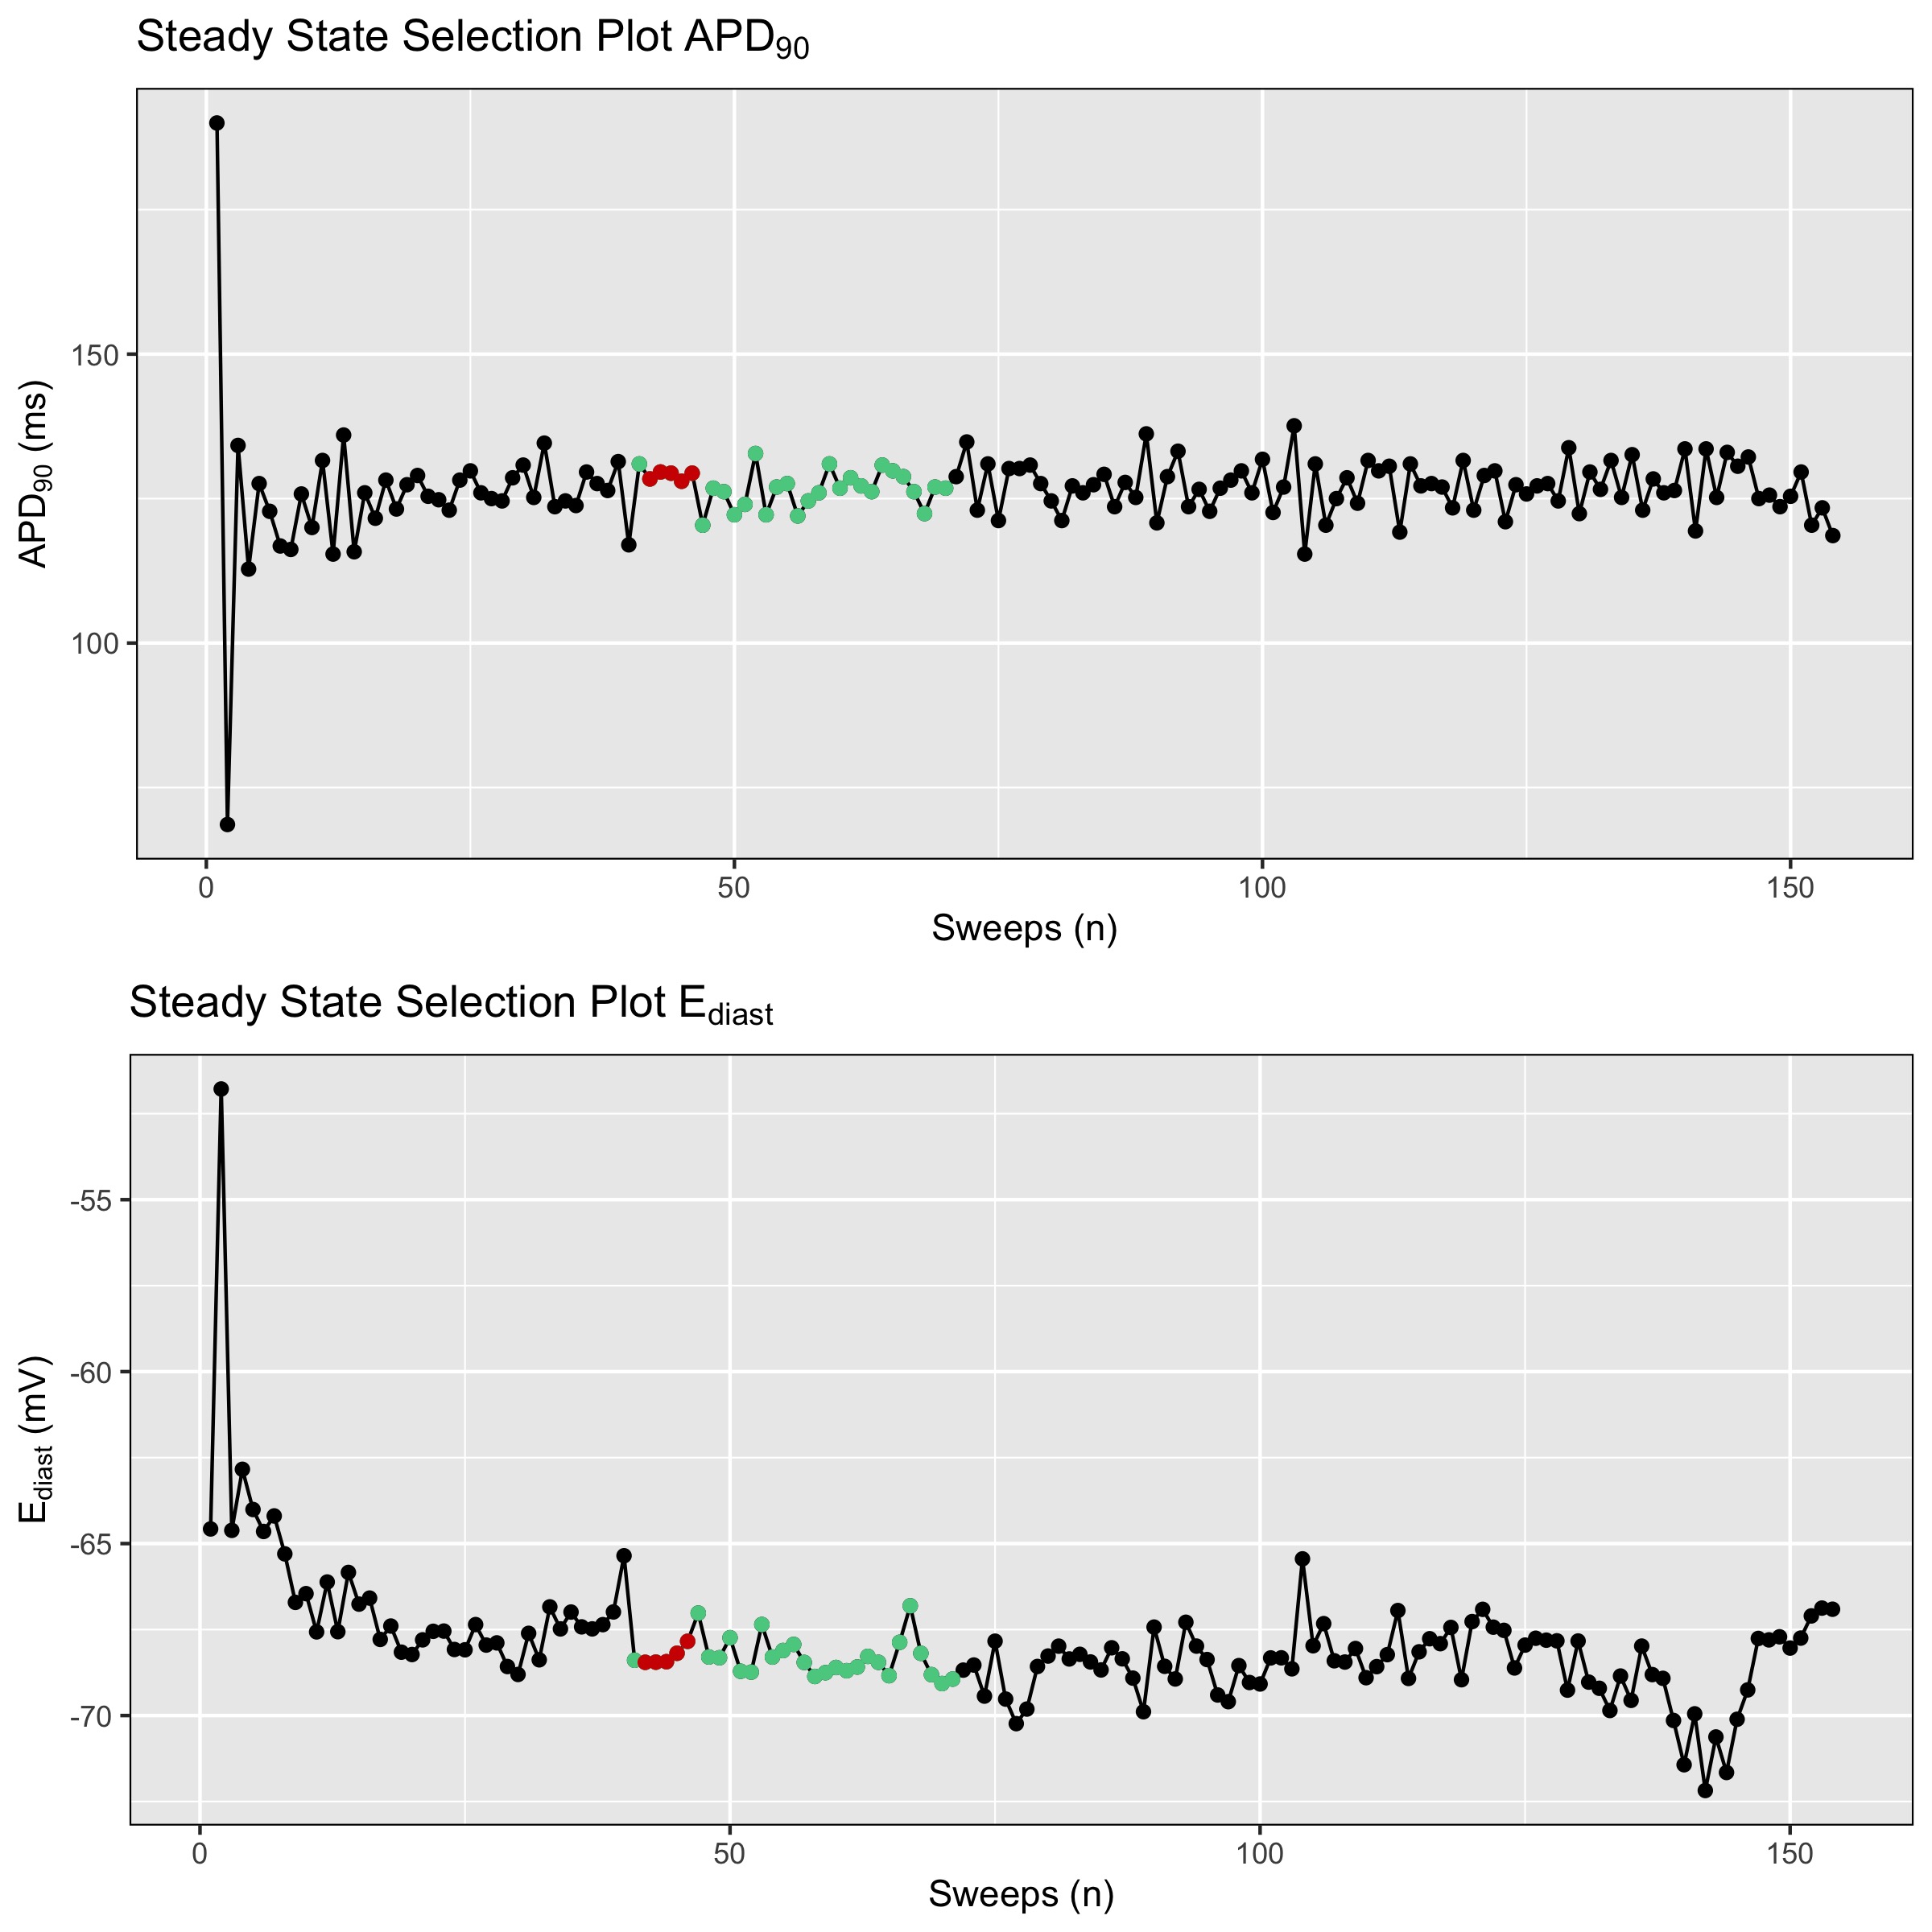 Steady State Selection Plot APD90
APD90 (ms)
150
100
0 50 100 150
Sweeps (n)
Steady State Selection Plot Ediast
Ediast (mV)
-55
-60
-65
-70
0 50 100 150
Sweeps (n)